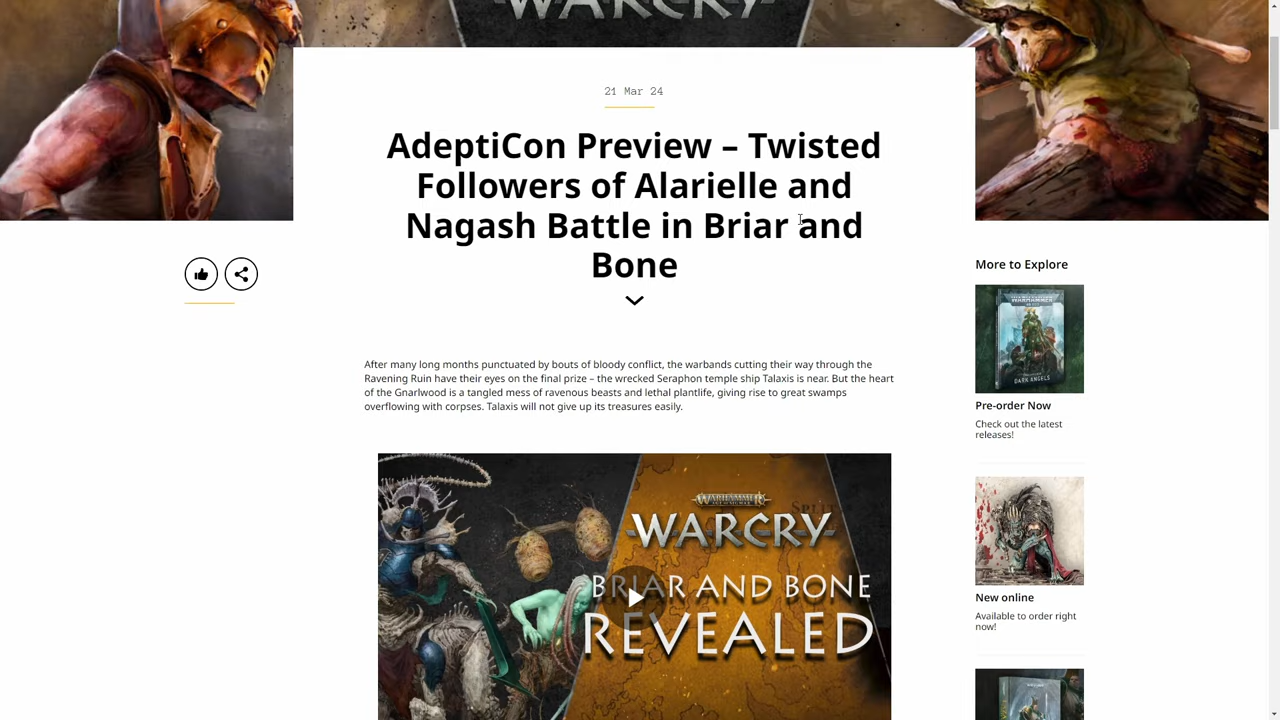 WARCRY
21 Mar 24
AdeptiCon Preview – Twisted
Followers of Alarielle and
Nagash Battle in Briar and
Bone
After many long months punctuated by bouts of bloody conflict, the warbands cutting their way through the
Ravening Ruin have their eyes on the final prize – the wrecked Seraphon temple ship Talaxis is near. But the heart
of the Gnarlwood is a tangled mess of ravenous beasts and lethal plantlife, giving rise to great swamps
overflowing with corpses. Talaxis will not give up its treasures easily.
WARHAMMER
WARCRY
BRIAR AND BONE
REVEALED
More to Explore
WARHAMMER
DARK ANGELS
Pre-order Now
Check out the latest
releases!
New online
Available to order right
now!